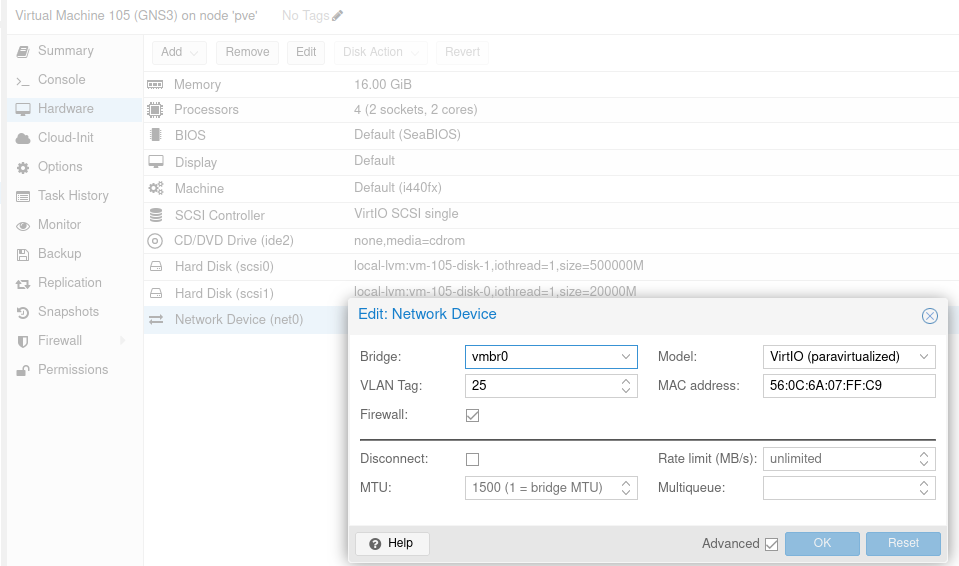 Virtual Machine 105 (GNS3) on node 'pve' No Tags
Summary
Console
Hardware
Cloud-Init
Options
Task History
Monitor
Backup
Replication
Snapshots
Firewall
Permissions
Add Remove Edit Disk Action Revert
Memory 16.00 GiB
Processors 4 (2 sockets, 2 cores)
BIOS Default (SeaBIOS)
Display Default
Machine Default (i440fx)
SCSI Controller VirtIO SCSI single
CD/DVD Drive (ide2) none,media=cdrom
Hard Disk (scsi0) local-lvm:vm-105-disk-1,iothread=1,size=500000M
Hard Disk (scsi1) local-lvm:vm-105-disk-0,iothread=1,size=20000M
Network Device (net0)
Edit: Network Device
Bridge: vmbr0 Model: VirtIO (paravirtualized)
VLAN Tag: 25 MAC address: 56:0C:6A:07:FF:C9
Firewall:
Disconnect: Rate limit (MB/s): unlimited
MTU: 1500 (1 = bridge MTU) Multiqueue:
Help Advanced OK Reset